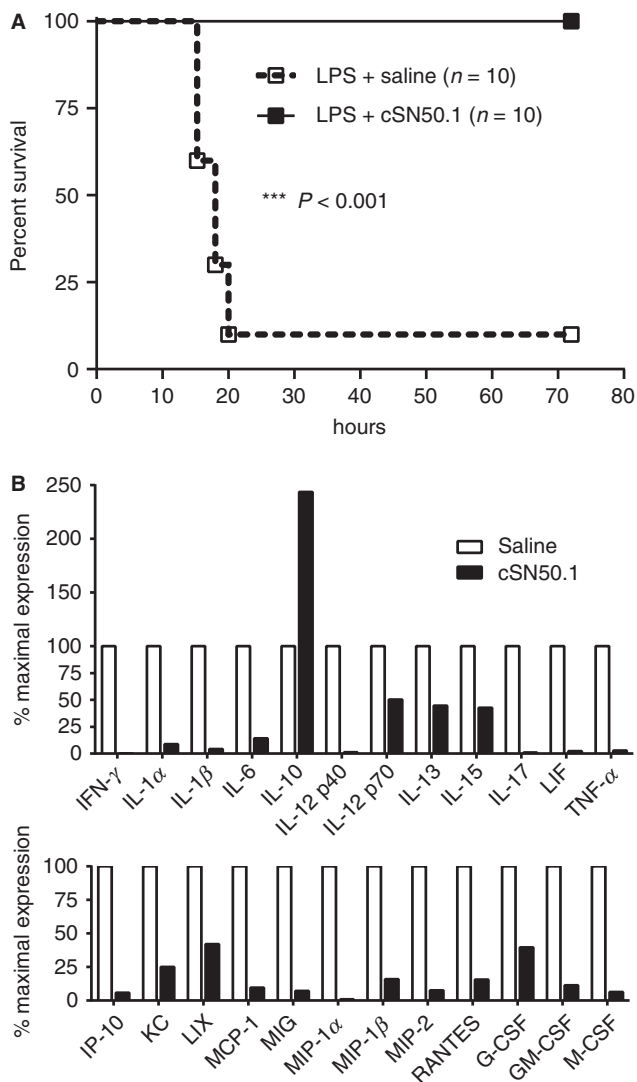 A
Percent survival
100
75
50
25
0
LPS + saline (n = 10)
LPS + cSN50.1 (n = 10)
*** P < 0.001
0 10 20 30 40 50 60 70 80
hours
B
% maximal expression
250
200
150
100
75
50
25
0
Saline
cSN50.1
IFN-γ IL-1α IL-1β IL-6 IL-10 IL-12 p40 IL-12 p70 IL-13 IL-15 IL-17 LIF TNF-α
% maximal expression
100
75
50
25
0
IP-10 KC LIX MCP-1 MIG MIP-1α MIP-1β MIP-2 RANTES G-CSF GM-CSF M-CSF